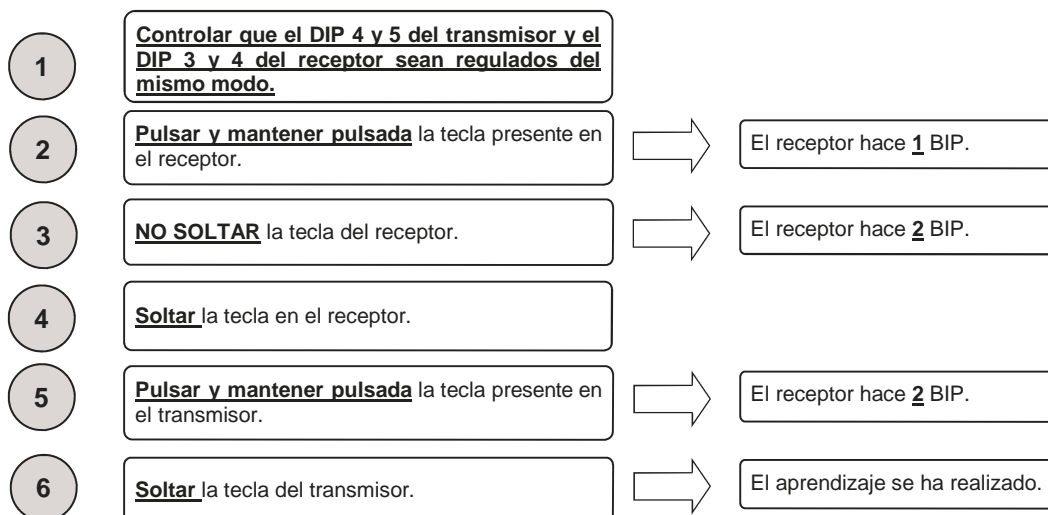 1
Controlar que el DIP 4 y 5 del transmisor y el
DIP 3 y 4 del receptor sean regulados del
mismo modo.
2
Pulsar y mantener pulsada la tecla presente en
el receptor.
El receptor hace 1 BIP.
3
NO SOLTAR la tecla del receptor.
El receptor hace 2 BIP.
4
Soltar la tecla en el receptor.
5
Pulsar y mantener pulsada la tecla presente en
el transmisor.
El receptor hace 2 BIP.
6
Soltar la tecla del transmisor.
El aprendizaje se ha realizado.